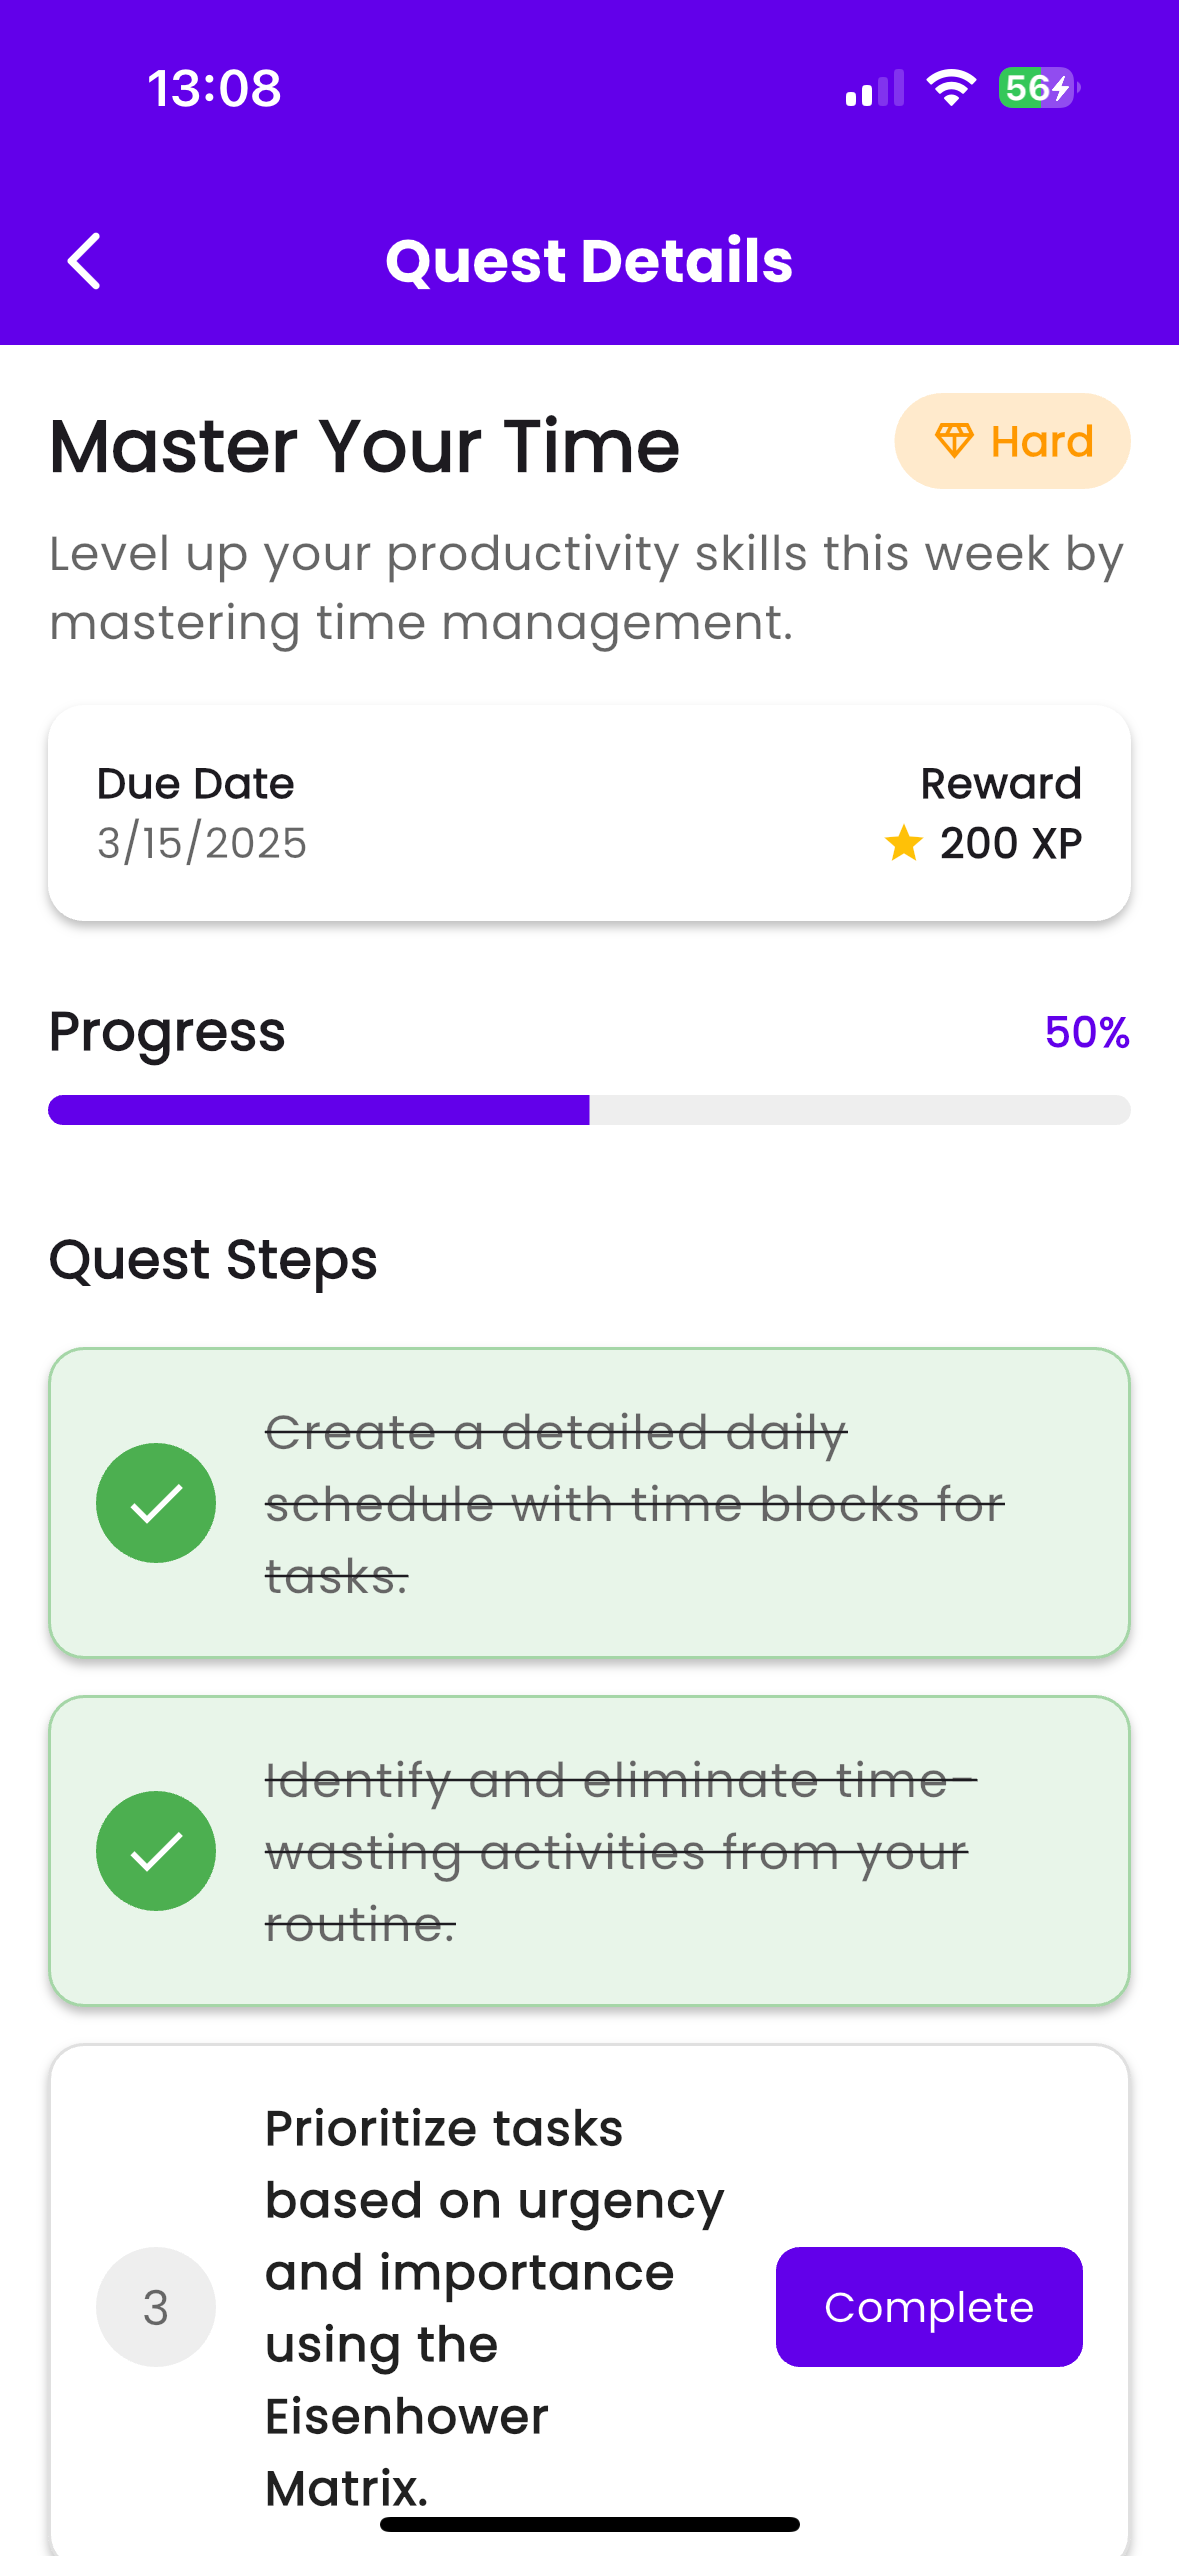 13:08
56
Quest Details
Master Your Time
Hard
Level up your productivity skills this week by
mastering time management.
Due Date
Reward
3/15/2025
200 XP
Progress
50%
Quest Steps
Create a detailed daily
schedule with time blocks for
tasks.
Identify and eliminate time-
wasting activities from your
routine.
3
Prioritize tasks
based on urgency
and importance
using the
Eisenhower
Matrix.
Complete